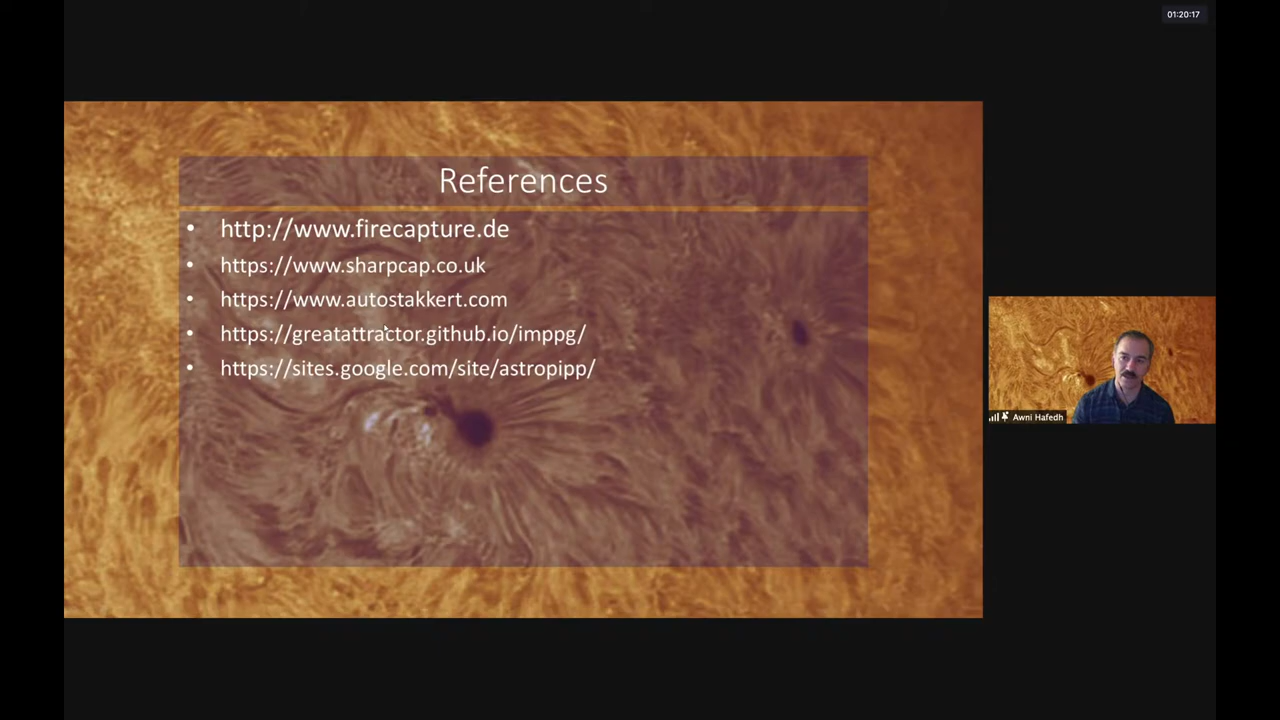 01:20:17
References
• http://www.firecapture.de
• https://www.sharpcap.co.uk
• https://www.autostakkert.com
• https://greatattractor.github.io/imppg/
• https://sites.google.com/site/astropipp/
Awni Hafedh